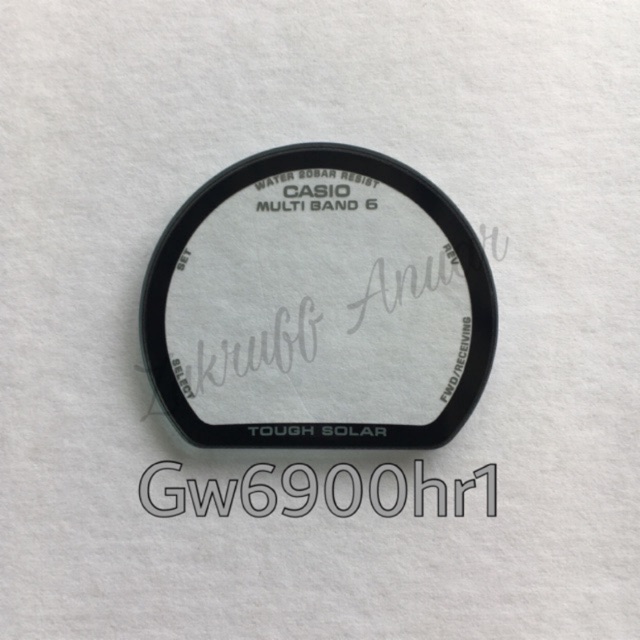 WATER 20BAR RESIST
CASIO
MULTI BAND 6
SET
REV
SELECT
FWD/RECEIVING
TOUGH SOLAR
Gw6900hr1